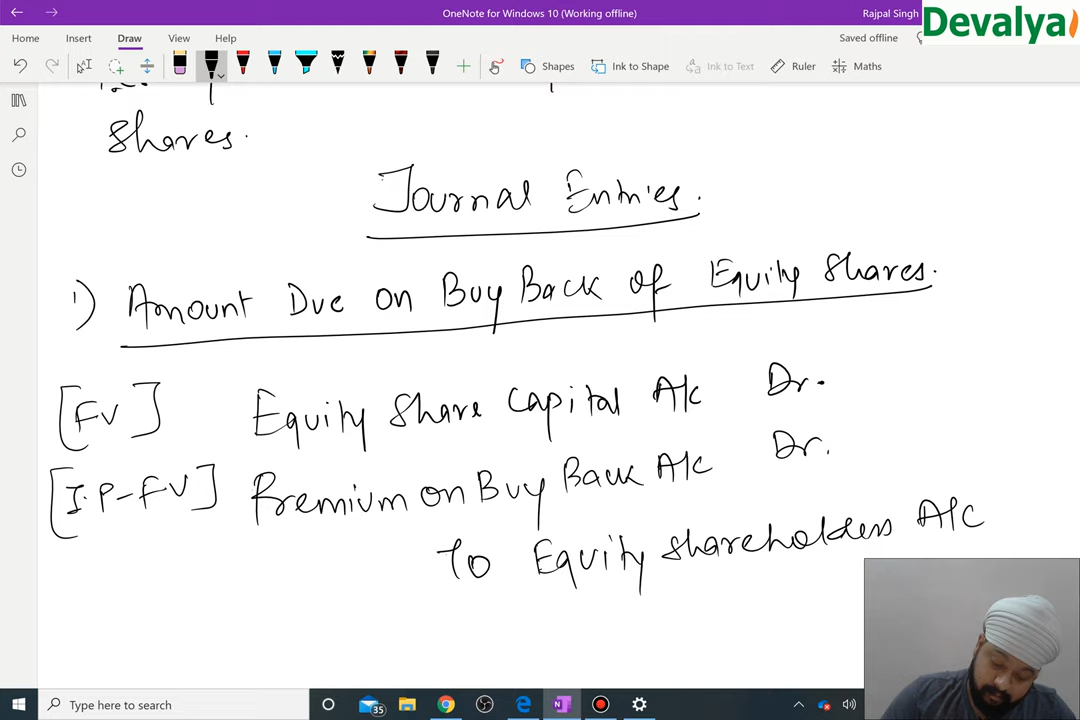 OneNote for Windows 10 (Working offline)
Rajpal Singh
Devalya
Home Insert Draw View Help
Saved offline
Shapes Ink to Shape Ink to Text Ruler Maths
Shares.
Journal Entries.
1) Amount Due on Buy Back of Equity Shares.
[FV] Equity Share Capital A/c Dr.
[I.P-FV] Premium on Buy Back A/c Dr.
To Equity Shareholders A/c
Type here to search
35